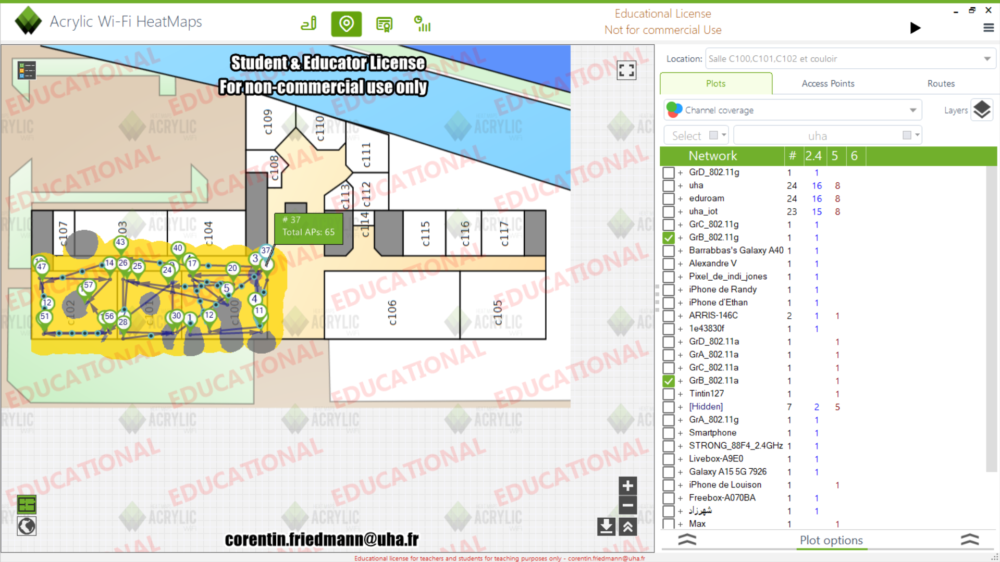 Acrylic Wi-Fi HeatMaps
Educational License
Not for commercial Use
Student & Educator License
For non-commercial use only
Location: Salle C100,C101,C102 et couloir
Plots Access Points Routes
Channel coverage
Layers
Select uha
Network # 2.4 5 6
GrD_802.11g 1 1
uha 24 16 8
eduroam 24 16 8
uha_iot 23 15 8
GrC_802.11g 1 1
GrB_802.11g 1 1
Barrabbas's Galaxy A40 1 1
Alexandre V 1 1
Pixel_de_indi_jones 1 1
iPhone de Randy 1 1
iPhone d'Ethan 1 1
ARRIS-146C 2 1 1
1e43830f 1 1
GrD_802.11a 1 1
GrA_802.11a 1 1
GrC_802.11a 1 1
GrB_802.11a 1 1
Tintin127 1 1
[Hidden] 7 2 5
GrA_802.11g 1 1
Smartphone 1 1
STRONG_88F4_2.4GHz 1 1
Livebox-A9E0 1 1
Galaxy A15 5G 7926 1 1
iPhone de Louison 1 1
Freebox-A070BA 1 1
شهرزاد 1 1
Max 1 1
Plot options
c109
c110
c111
c108
c113
c112
c107
103
c104
c114
c115
c116
c117
# 37
Total APs: 65
43
40
37
3
47
14
26
25
24
17
20
57
5
4
12
51
56
28
30
1
12
11
102
101
c100
c106
c105
EDUCATIONAL
ACRYLIC
WIFI
corentin.friedmann@uha.fr
Educational license for teachers and students for teaching purposes only - corentin.friedmann@uha.fr